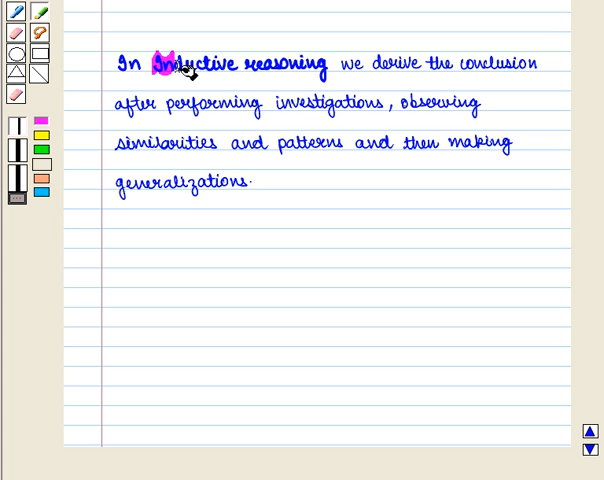 In Inductive reasoning we derive the conclusion
after performing investigations, observing
similarities and patterns and then making
generalizations.